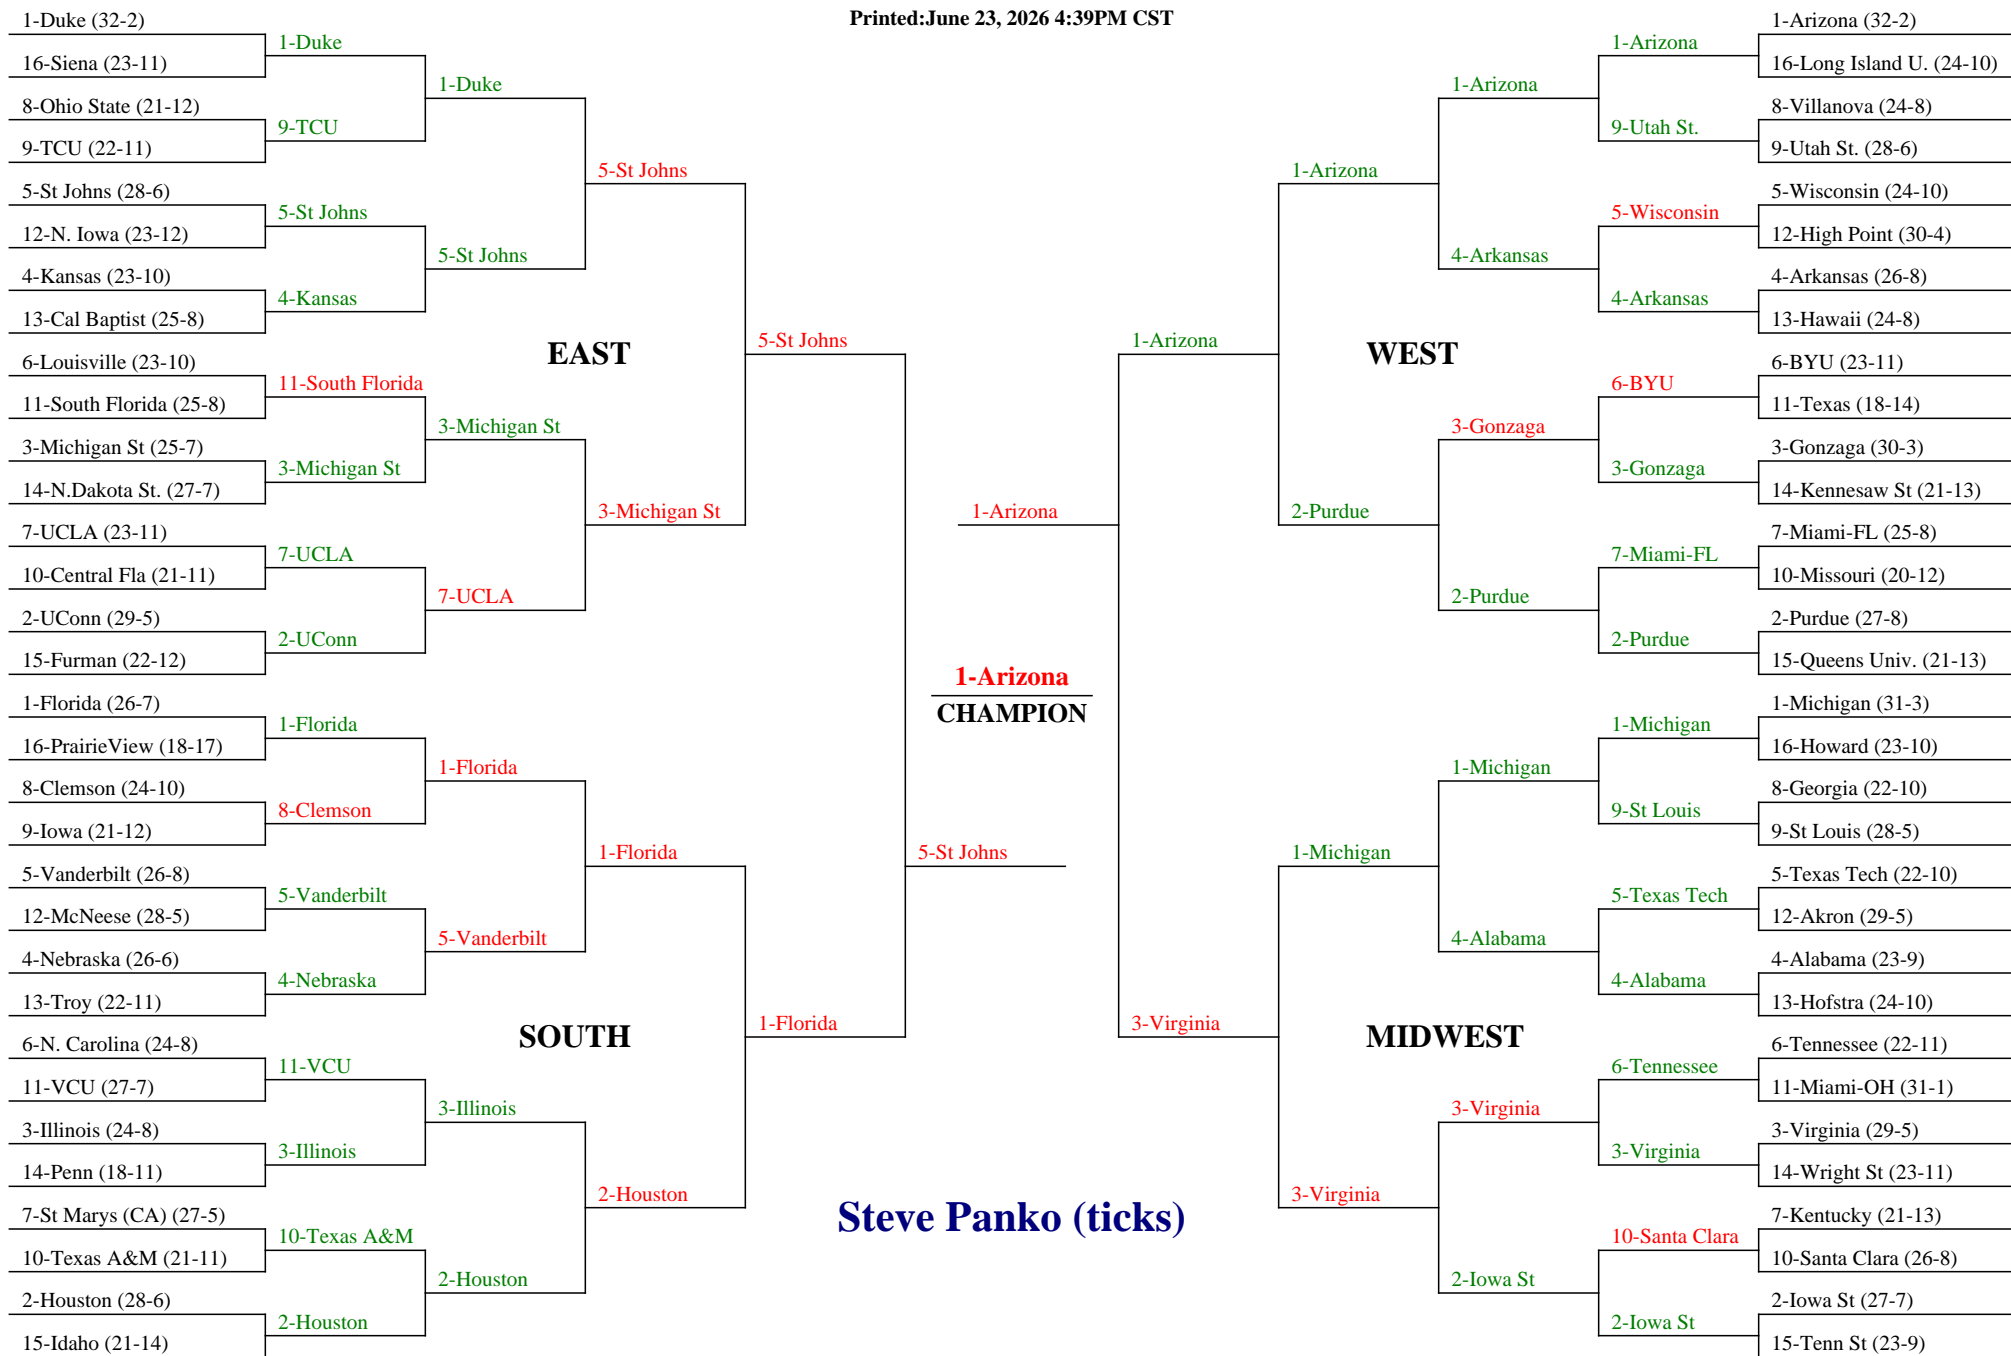 Printed:June 23, 2026 4:39PM CST
1-Duke (32-2)
16-Siena (23-11)
8-Ohio State (21-12)
9-TCU (22-11)
5-St Johns (28-6)
12-N. Iowa (23-12)
4-Kansas (23-10)
13-Cal Baptist (25-8)
6-Louisville (23-10)
11-South Florida (25-8)
3-Michigan St (25-7)
14-N.Dakota St. (27-7)
7-UCLA (23-11)
10-Central Fla (21-11)
2-UConn (29-5)
15-Furman (22-12)
1-Florida (26-7)
16-PrairieView (18-17)
8-Clemson (24-10)
9-Iowa (21-12)
5-Vanderbilt (26-8)
12-McNeese (28-5)
4-Nebraska (26-6)
13-Troy (22-11)
6-N. Carolina (24-8)
11-VCU (27-7)
3-Illinois (24-8)
14-Penn (18-11)
7-St Marys (CA) (27-5)
10-Texas A&M (21-11)
2-Houston (28-6)
15-Idaho (21-14)
1-Duke
9-TCU
5-St Johns
4-Kansas
11-South Florida
3-Michigan St
7-UCLA
2-UConn
1-Florida
8-Clemson
5-Vanderbilt
4-Nebraska
11-VCU
3-Illinois
10-Texas A&M
2-Houston
1-Duke
5-St Johns
3-Michigan St
7-UCLA
1-Florida
5-Vanderbilt
3-Illinois
2-Houston
5-St Johns
EAST
3-Michigan St
1-Florida
SOUTH
2-Houston
5-St Johns
1-Florida
5-St Johns
1-Arizona
1-Arizona
CHAMPION
Steve Panko (ticks)
1-Arizona
3-Virginia
1-Arizona
WEST
2-Purdue
1-Michigan
MIDWEST
3-Virginia
1-Arizona
4-Arkansas
3-Gonzaga
2-Purdue
1-Michigan
4-Alabama
3-Virginia
2-Iowa St
1-Arizona
9-Utah St.
5-Wisconsin
4-Arkansas
6-BYU
3-Gonzaga
7-Miami-FL
2-Purdue
1-Michigan
9-St Louis
5-Texas Tech
4-Alabama
6-Tennessee
3-Virginia
10-Santa Clara
2-Iowa St
1-Arizona (32-2)
16-Long Island U. (24-10)
8-Villanova (24-8)
9-Utah St. (28-6)
5-Wisconsin (24-10)
12-High Point (30-4)
4-Arkansas (26-8)
13-Hawaii (24-8)
6-BYU (23-11)
11-Texas (18-14)
3-Gonzaga (30-3)
14-Kennesaw St (21-13)
7-Miami-FL (25-8)
10-Missouri (20-12)
2-Purdue (27-8)
15-Queens Univ. (21-13)
1-Michigan (31-3)
16-Howard (23-10)
8-Georgia (22-10)
9-St Louis (28-5)
5-Texas Tech (22-10)
12-Akron (29-5)
4-Alabama (23-9)
13-Hofstra (24-10)
6-Tennessee (22-11)
11-Miami-OH (31-1)
3-Virginia (29-5)
14-Wright St (23-11)
7-Kentucky (21-13)
10-Santa Clara (26-8)
2-Iowa St (27-7)
15-Tenn St (23-9)